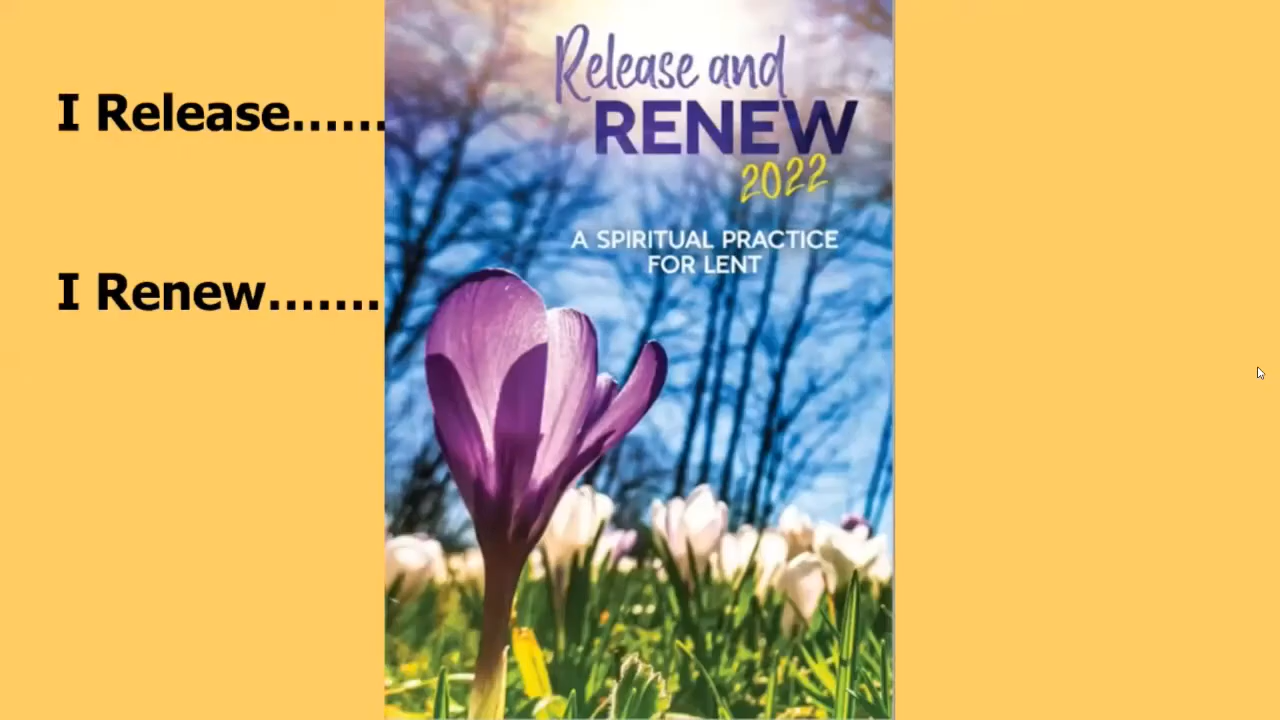 I Release......
I Renew.......
Release and
RENEW
2022
A SPIRITUAL PRACTICE
FOR LENT